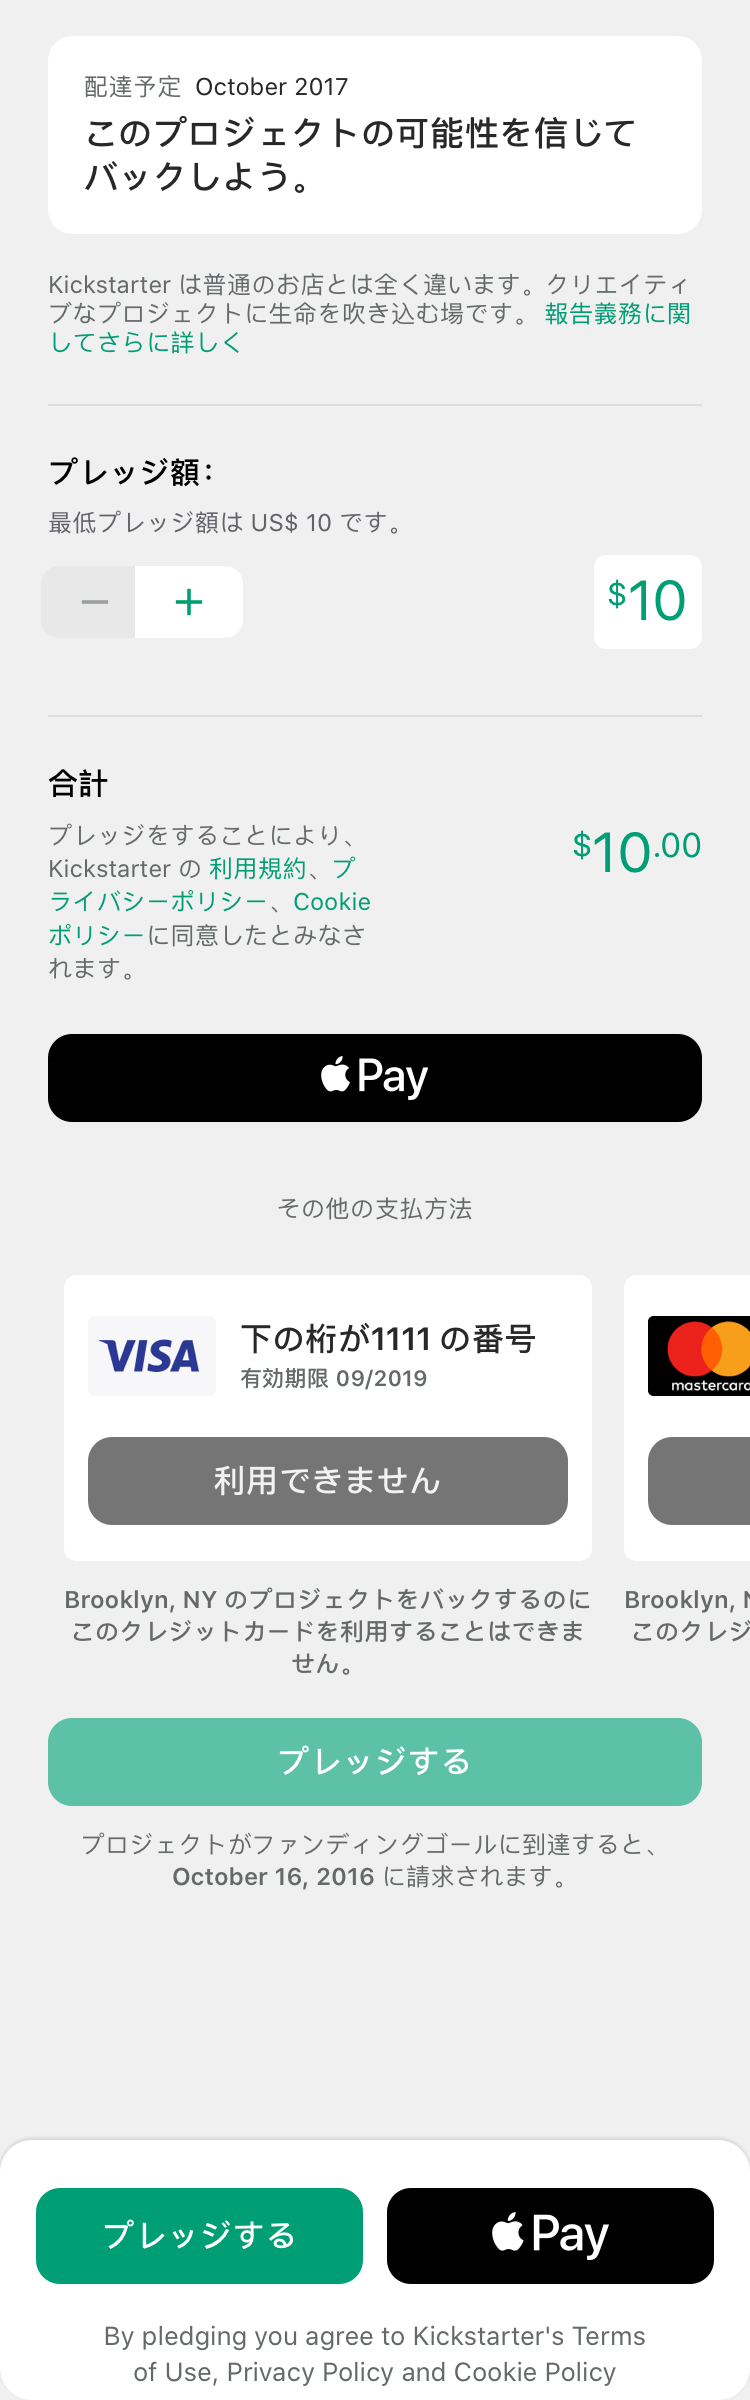 配達予定 October 2017
このプロジェクトの可能性を信じて
バックしよう。
Kickstarter は普通のお店とは全く違います。クリエイティ
ブなプロジェクトに生命を吹き込む場です。 報告義務に関
してさらに詳しく
プレッジ額:
最低プレッジ額は US$ 10 です。
− +
$10
合計
プレッジをすることにより、
Kickstarter の 利用規約、プ
ライバシーポリシー、Cookie
ポリシーに同意したとみなさ
れます。
$10.00
Pay
その他の支払方法
VISA
下の桁が1111 の番号
有効期限 09/2019
利用できません
Brooklyn, NY のプロジェクトをバックするのに
このクレジットカードを利用することはできま
せん。
mastercard
Brooklyn, N
このクレジ
プレッジする
プロジェクトがファンディングゴールに到達すると、
October 16, 2016 に請求されます。
プレッジする
Pay
By pledging you agree to Kickstarter's Terms
of Use, Privacy Policy and Cookie Policy